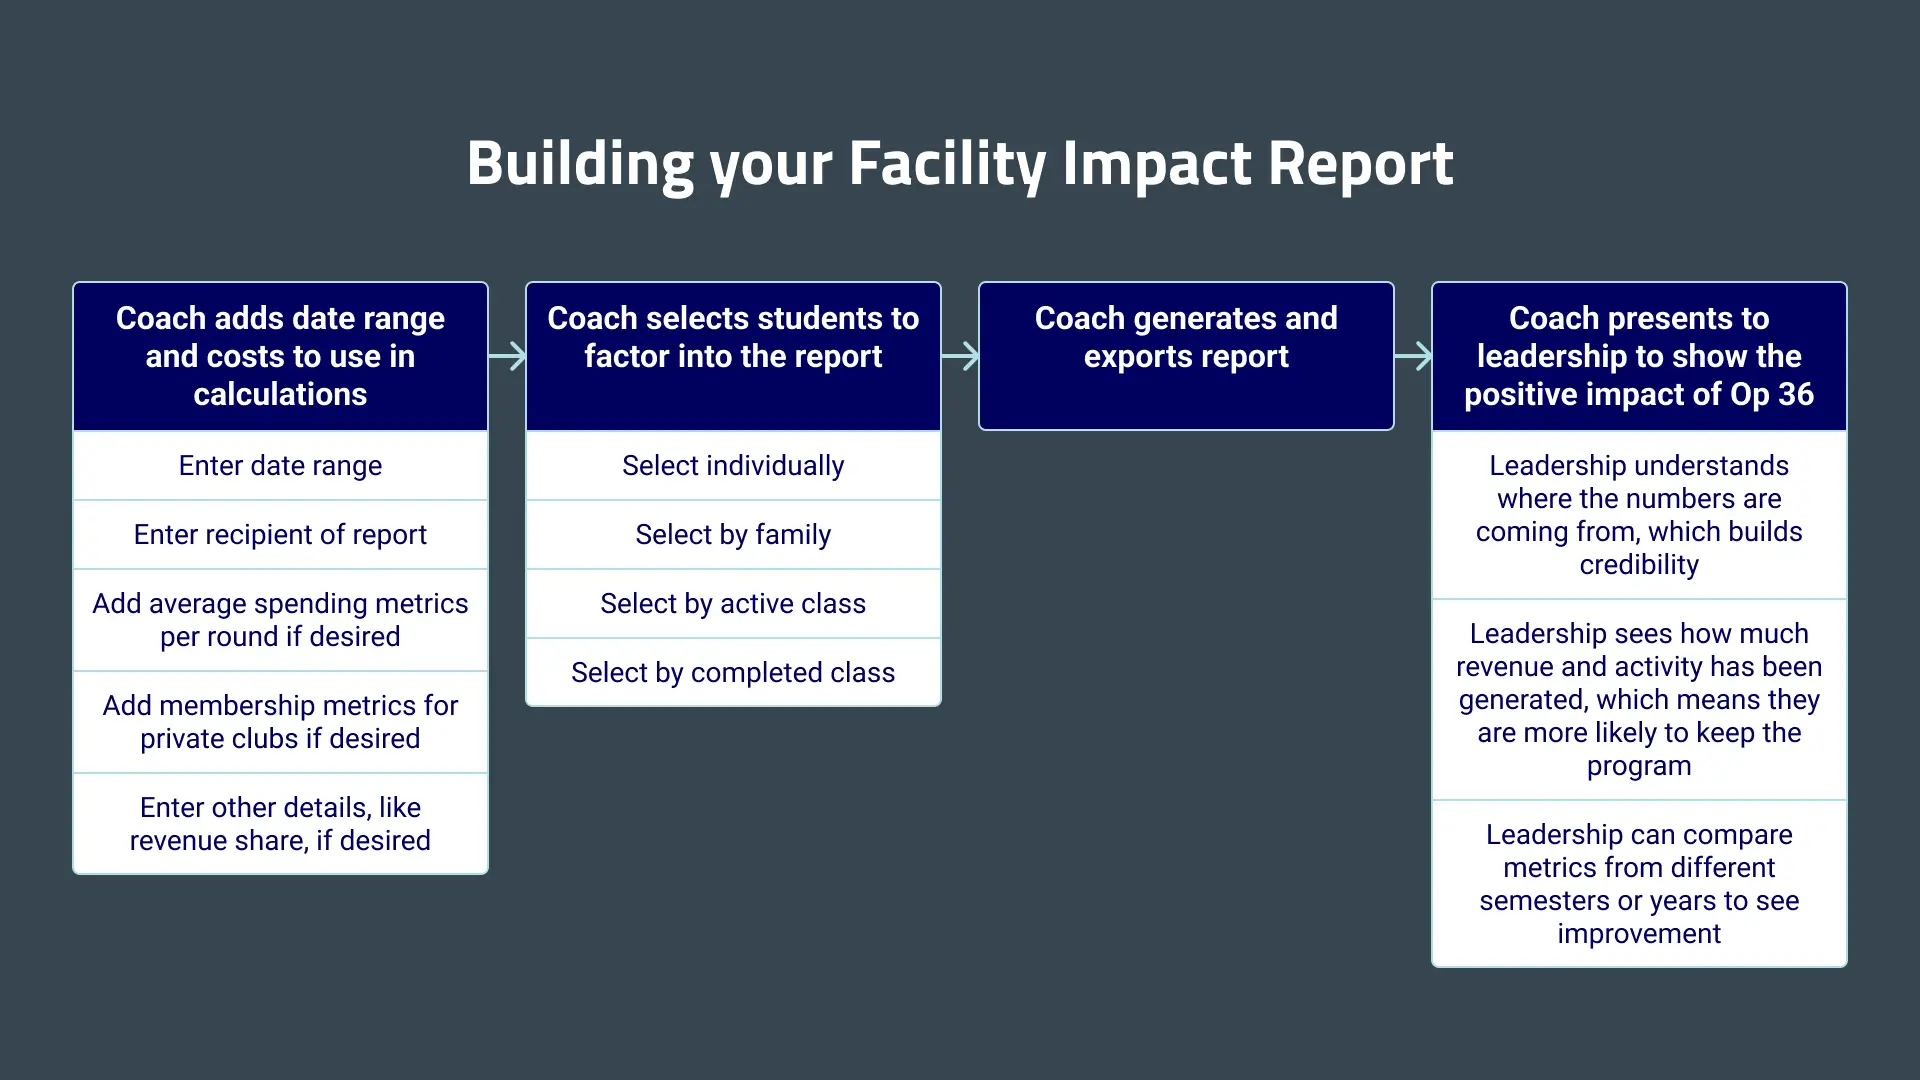 Building your Facility Impact Report
Coach adds date range
and costs to use in
calculations
Enter date range
Enter recipient of report
Add average spending metrics
per round if desired
Add membership metrics for
private clubs if desired
Enter other details, like
revenue share, if desired
Coach selects students to
factor into the report
Select individually
Select by family
Select by active class
Select by completed class
Coach generates and
exports report
Coach presents to
leadership to show the
positive impact of Op 36
Leadership understands
where the numbers are
coming from, which builds
credibility
Leadership sees how much
revenue and activity has been
generated, which means they
are more likely to keep the
program
Leadership can compare
metrics from different
semesters or years to see
improvement